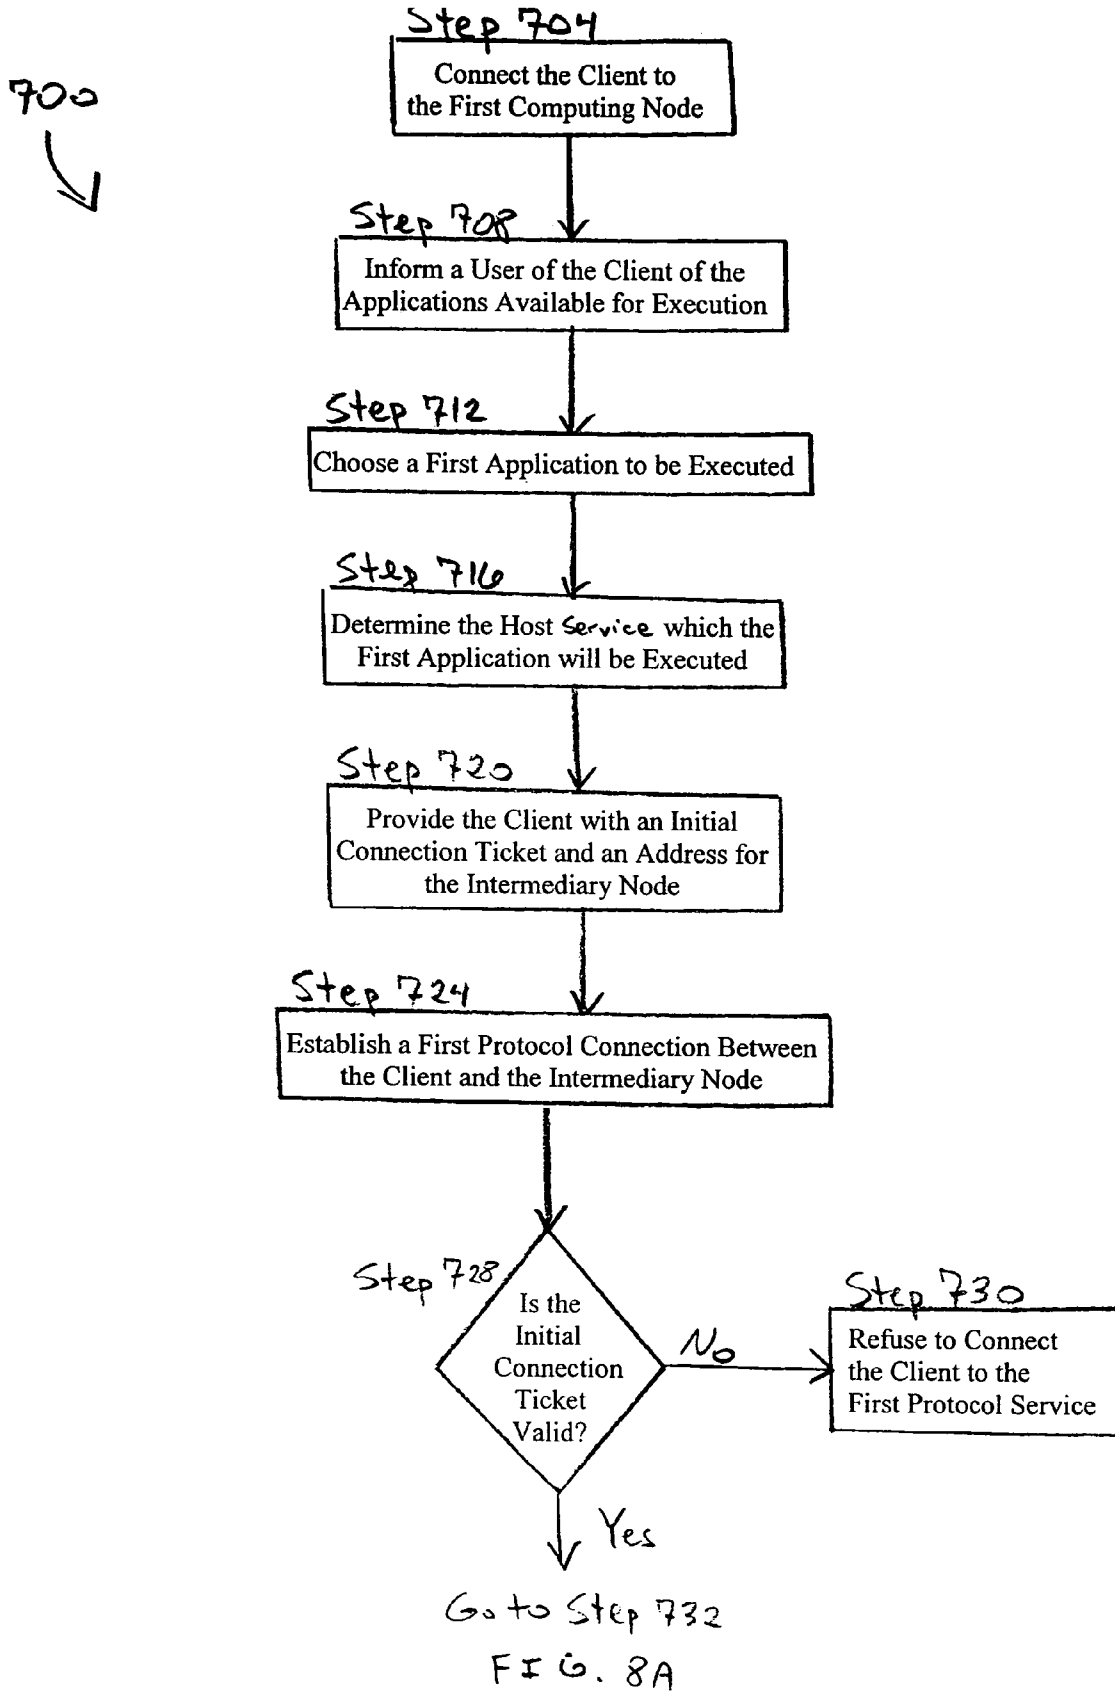 Step 704
Connect the Client to
the First Computing Node
700
Step 708
Inform a User of the Client of the
Applications Available for Execution
Step 712
Choose a First Application to be Executed
Step 716
Determine the Host Service which the
First Application will be Executed
Step 720
Provide the Client with an Initial
Connection Ticket and an Address for
the Intermediary Node
Step 724
Establish a First Protocol Connection Between
the Client and the Intermediary Node
Step 728
Is the
Initial
Connection
Ticket
Valid?
No
Step 730
Refuse to Connect
the Client to the
First Protocol Service
Yes
Go to Step 732
FIG. 8A